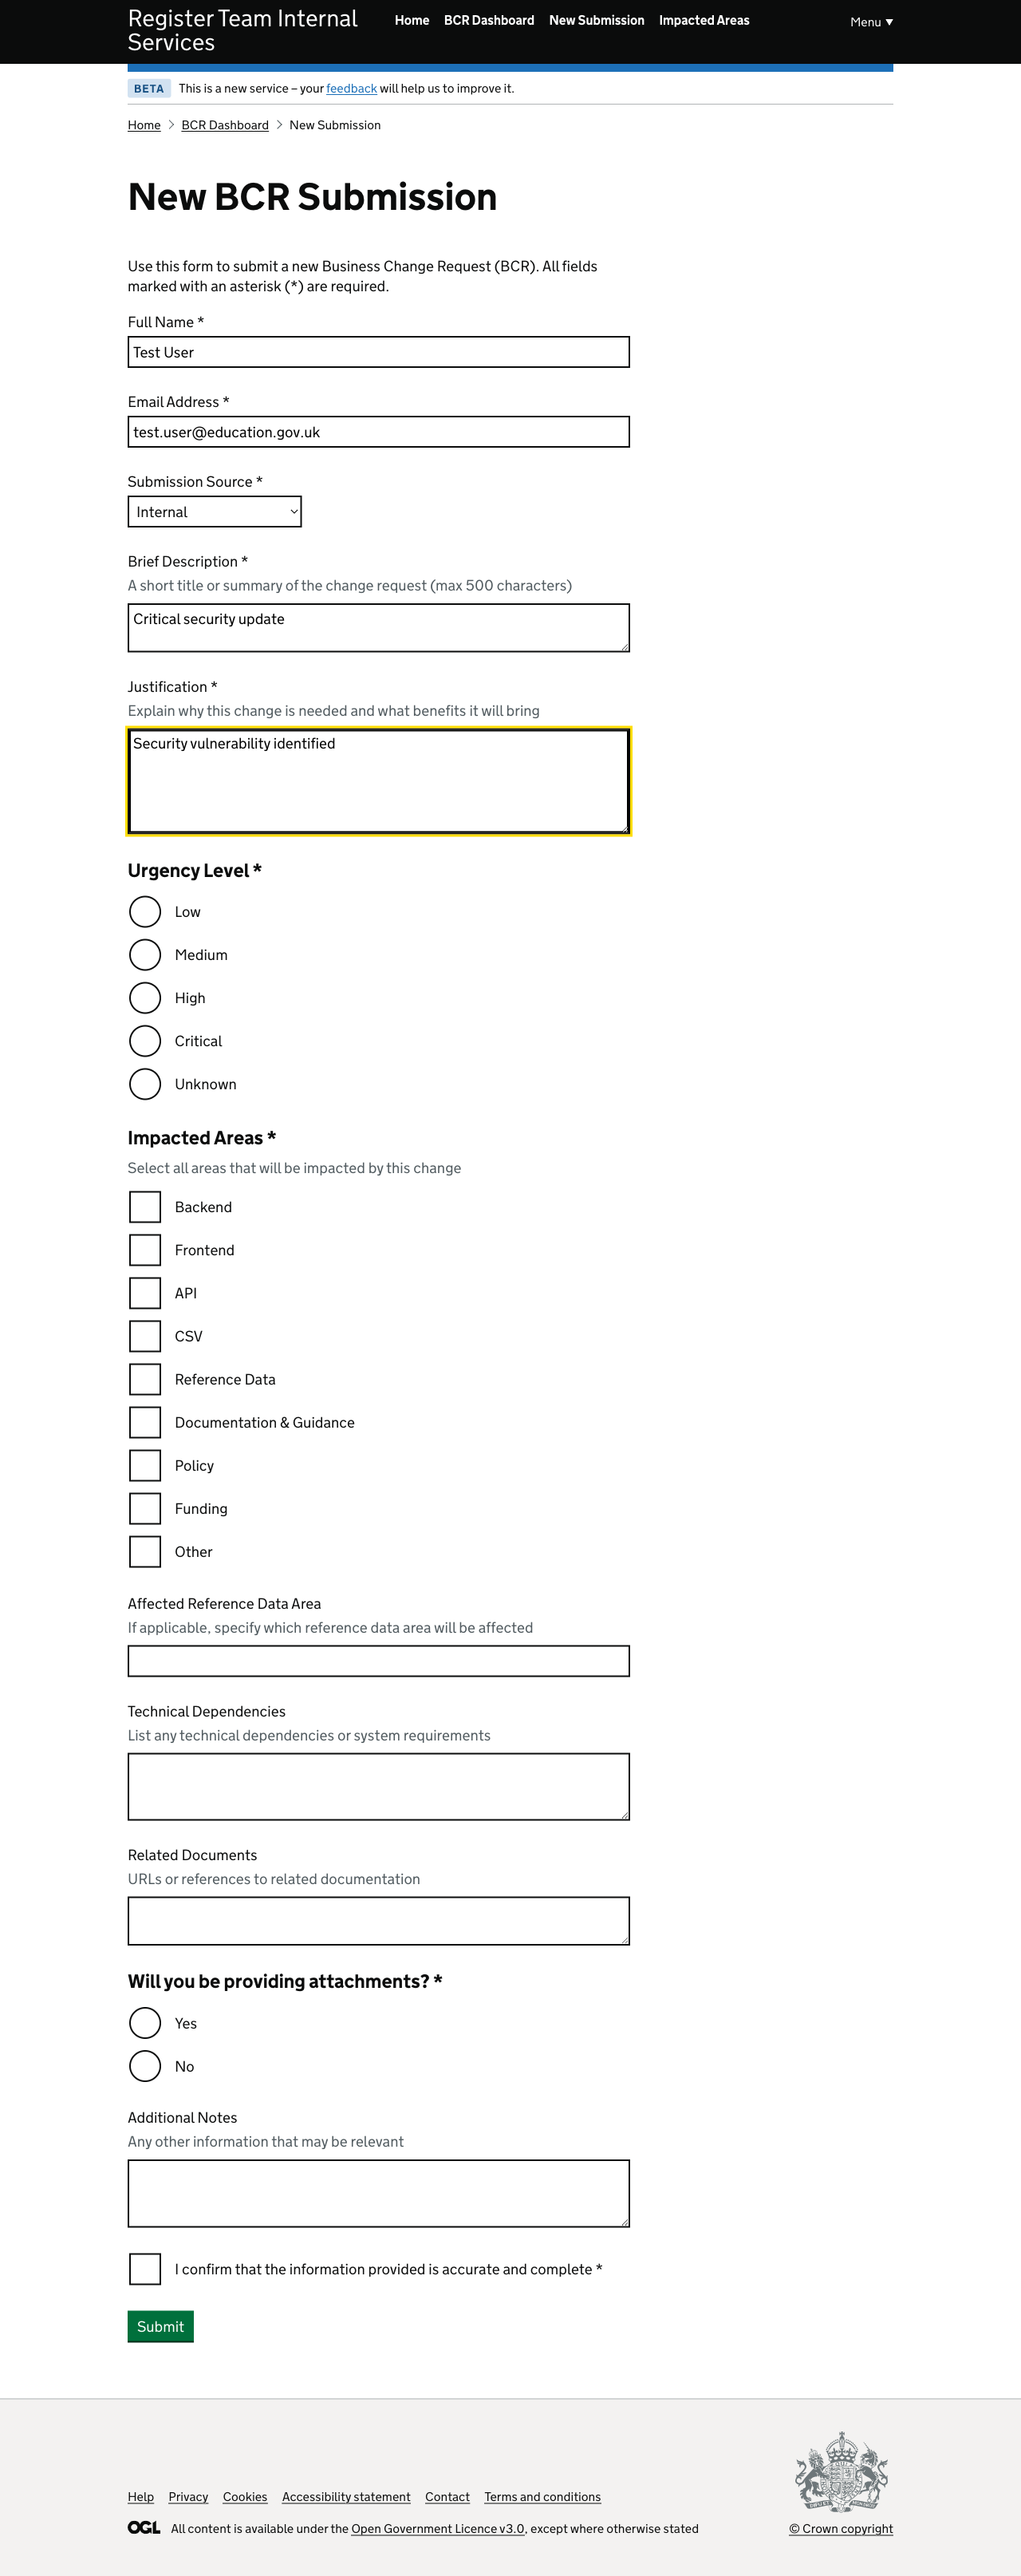 Register Team Internal
Services
Home
BCR Dashboard
New Submission
Impacted Areas
Menu ▼
BETA
This is a new service – your feedback will help us to improve it.
Home
BCR Dashboard
New Submission
New BCR Submission
Use this form to submit a new Business Change Request (BCR). All fields
marked with an asterisk (*) are required.
Full Name *
Test User
Email Address *
test.user@education.gov.uk
Submission Source *
Internal
Brief Description *
A short title or summary of the change request (max 500 characters)
Critical security update
Justification *
Explain why this change is needed and what benefits it will bring
Security vulnerability identified
Urgency Level *
Low
Medium
High
Critical
Unknown
Impacted Areas *
Select all areas that will be impacted by this change
Backend
Frontend
API
CSV
Reference Data
Documentation & Guidance
Policy
Funding
Other
Affected Reference Data Area
If applicable, specify which reference data area will be affected
Technical Dependencies
List any technical dependencies or system requirements
Related Documents
URLs or references to related documentation
Will you be providing attachments? *
Yes
No
Additional Notes
Any other information that may be relevant
I confirm that the information provided is accurate and complete *
Submit
Help
Privacy
Cookies
Accessibility statement
Contact
Terms and conditions
OGL
All content is available under the Open Government Licence v3.0, except where otherwise stated
© Crown copyright